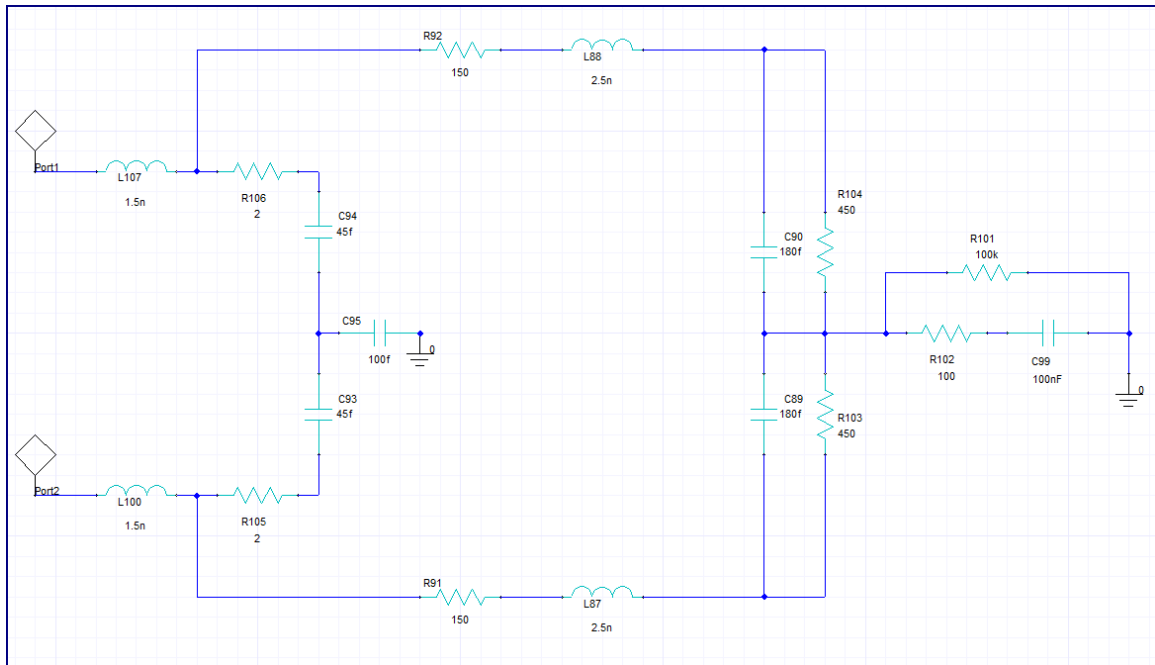 R92
150
L88
2.5n
Port1
L107
1.5n
R106
2
C94
45f
R104
450
C90
180f
R101
100k
C95
100f
0
R102
100
C99
100nF
0
C93
45f
C89
180f
R103
450
Port2
L100
1.5n
R105
2
R91
150
L87
2.5n